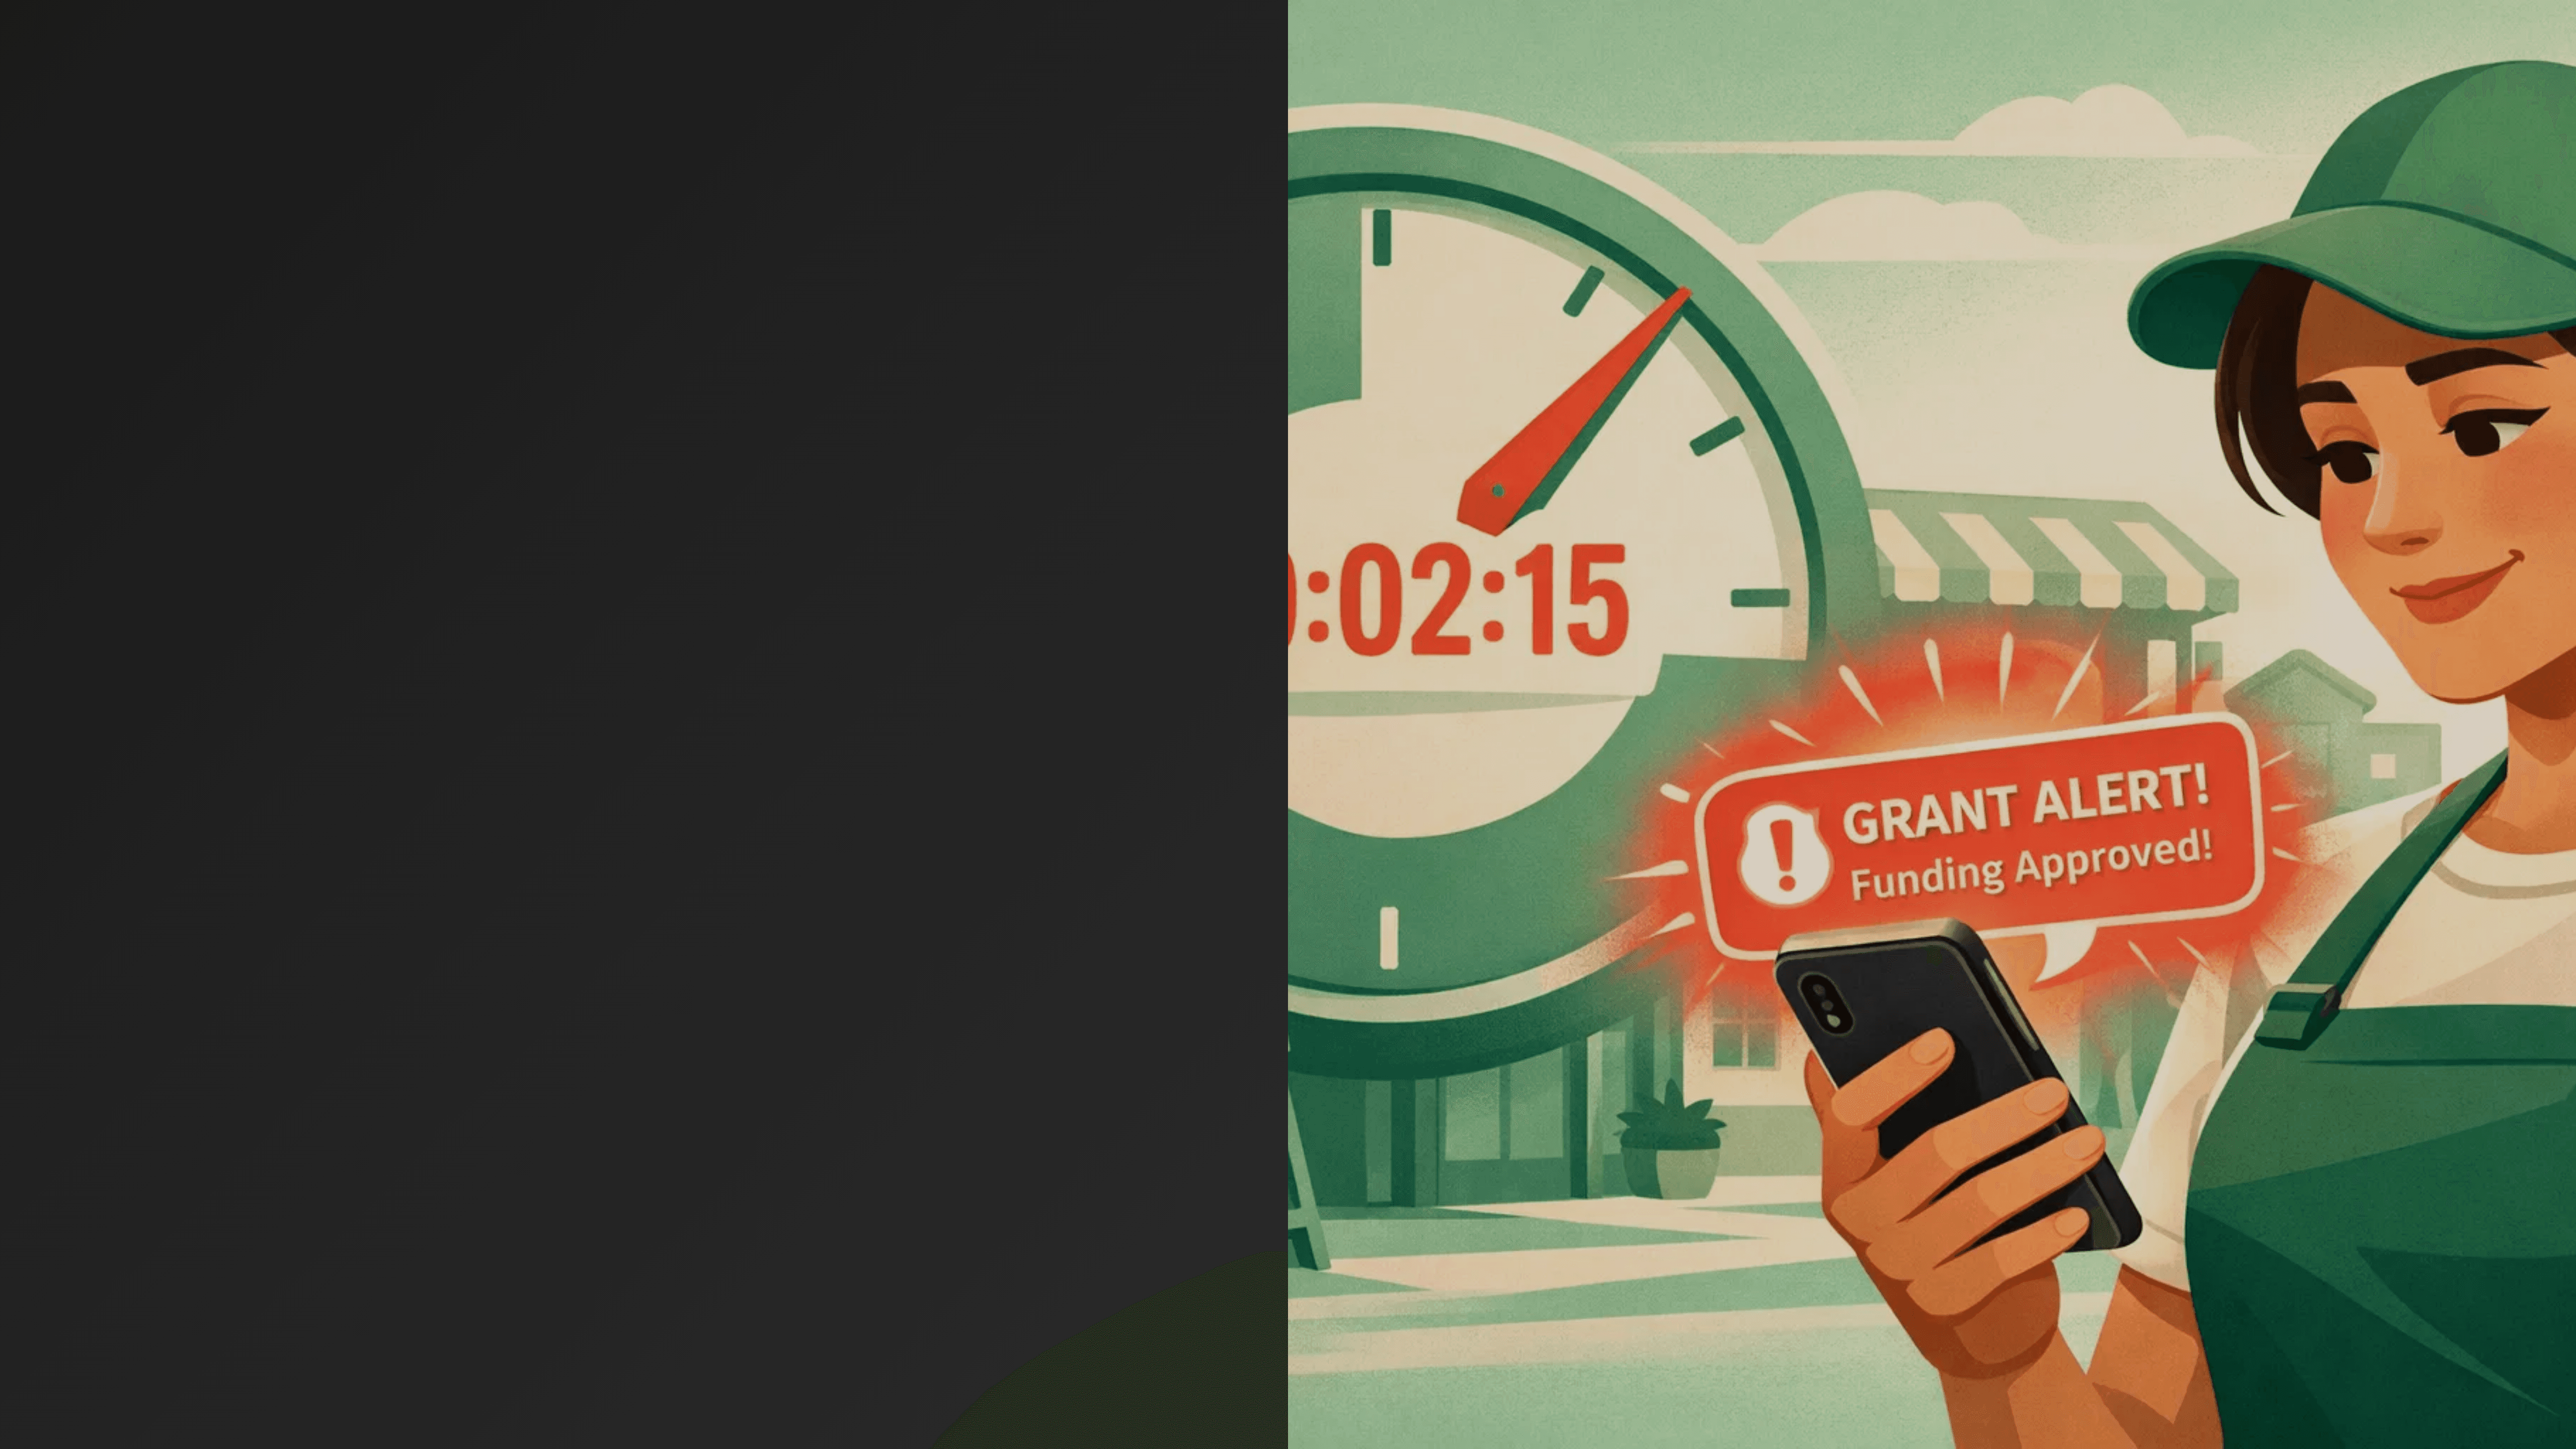 :02:15
GRANT ALERT!
Funding Approved!